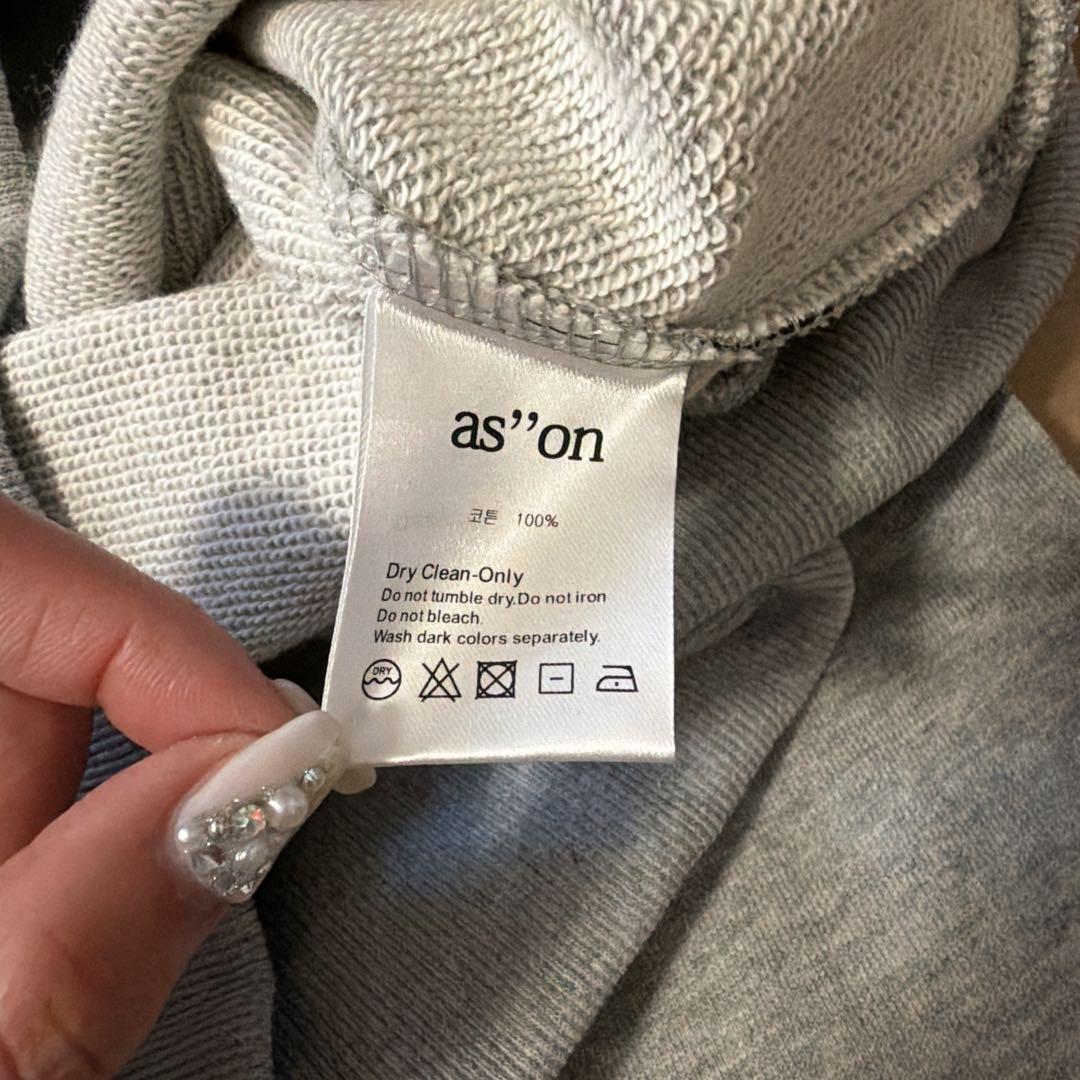 as”on
코튼 100%
Dry Clean-Only
Do not tumble dry.Do not iron
Do not bleach.
Wash dark colors separately.
DRY